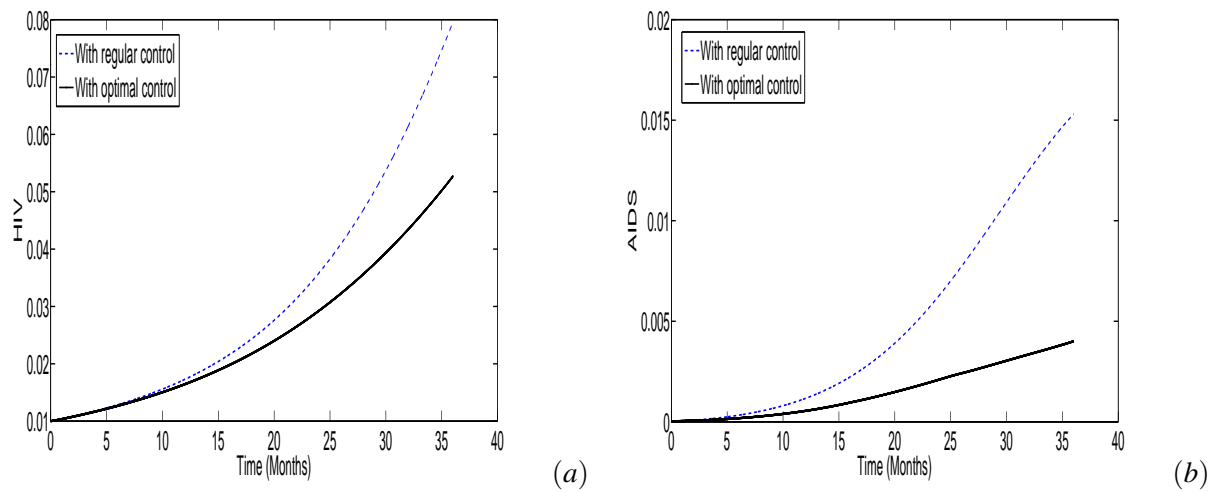 0.08
0.07
0.06
0.05
0.04
0.03
0.02
0.01
HIV
With regular control
With optimal control
0 5 10 15 20 25 30 35 40
Time (Months)
(a)
0.02
0.015
0.01
0.005
0
AIDS
With regular control
With optimal control
0 5 10 15 20 25 30 35 40
Time (Months)
(b)